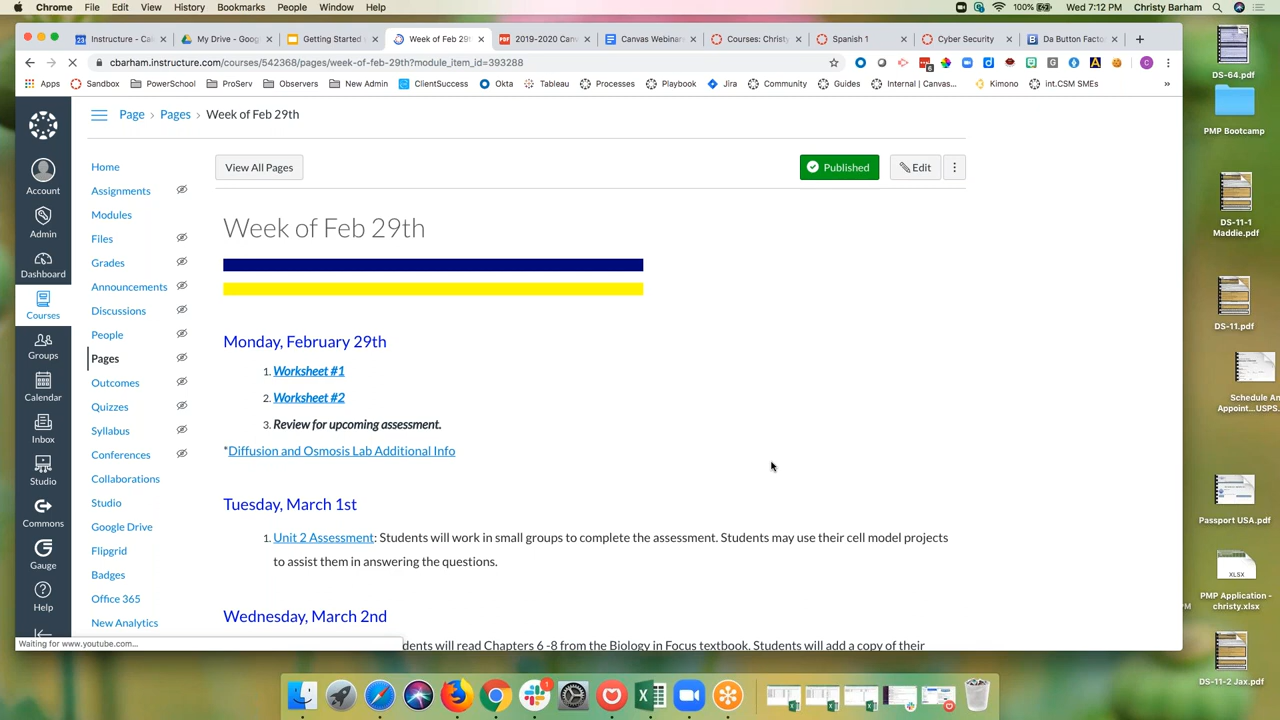 Chrome File Edit View History Bookmarks People Window Help 100% Wed 7:12 PM Christy Barham
Instructure - Cal
My Drive - Goog
Getting Started
Week of Feb 29t
2019-2020 Canv
Canvas Webinar
Courses: Christy
Spanish 1
Cyber Security
Da Button Facto
cbarham.instructure.com/courses/542368/pages/week-of-feb-29th?module_item_id=393288
Apps Sandbox PowerSchool ProServ Observers New Admin ClientSuccess Okta Tableau Processes Playbook Jira Community Guides Internal | Canvas... Kimono int.CSM SMEs »
Page › Pages › Week of Feb 29th
Account
Admin
Dashboard
Courses
Groups
Calendar
Inbox
Studio
Commons
Gauge
Help
Home
Assignments
Modules
Files
Grades
Announcements
Discussions
People
Pages
Outcomes
Quizzes
Syllabus
Conferences
Collaborations
Studio
Google Drive
Flipgrid
Badges
Office 365
New Analytics
View All Pages
Published
Edit
Week of Feb 29th
Monday, February 29th
1. Worksheet #1
2. Worksheet #2
3. Review for upcoming assessment.
*Diffusion and Osmosis Lab Additional Info
Tuesday, March 1st
1. Unit 2 Assessment: Students will work in small groups to complete the assessment. Students may use their cell model projects
to assist them in answering the questions.
Wednesday, March 2nd
dents will read Chapters 6 -8 from the Biology in Focus textbook. Students will add a copy of their
Waiting for www.youtube.com...
DS-64.pdf
PMP Bootcamp
DS-11-1
Maddie.pdf
DS-11.pdf
Schedule An
Appoint...USPS.
Passport USA.pdf
XLSX
PMP Application -
christy.xlsx
PM
DS-11-2 Jax.pdf